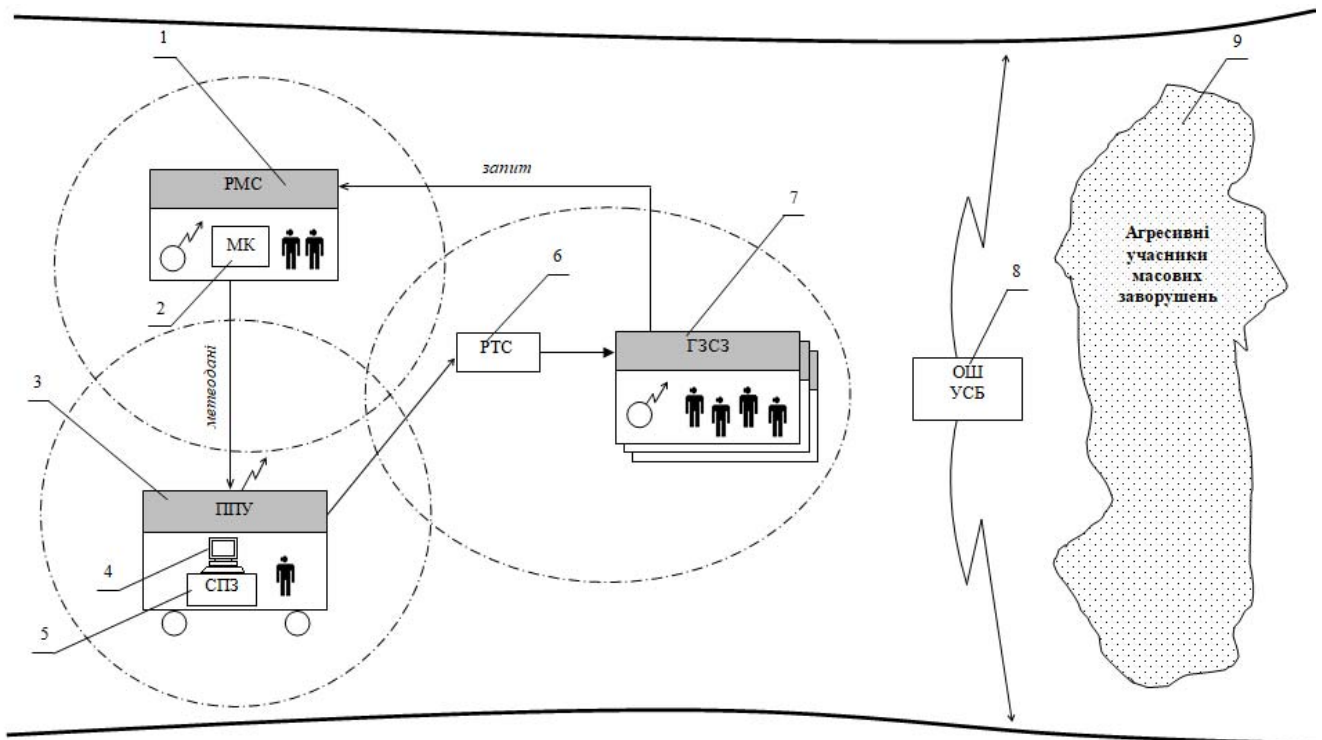 1
9
запит
РМС
7
МК
Агресивні
учасники
масових
заворушень
6
8
2
РТС
ГЗСЗ
метеодані
ОШ
УСБ
3
ППУ
4
СПЗ
5